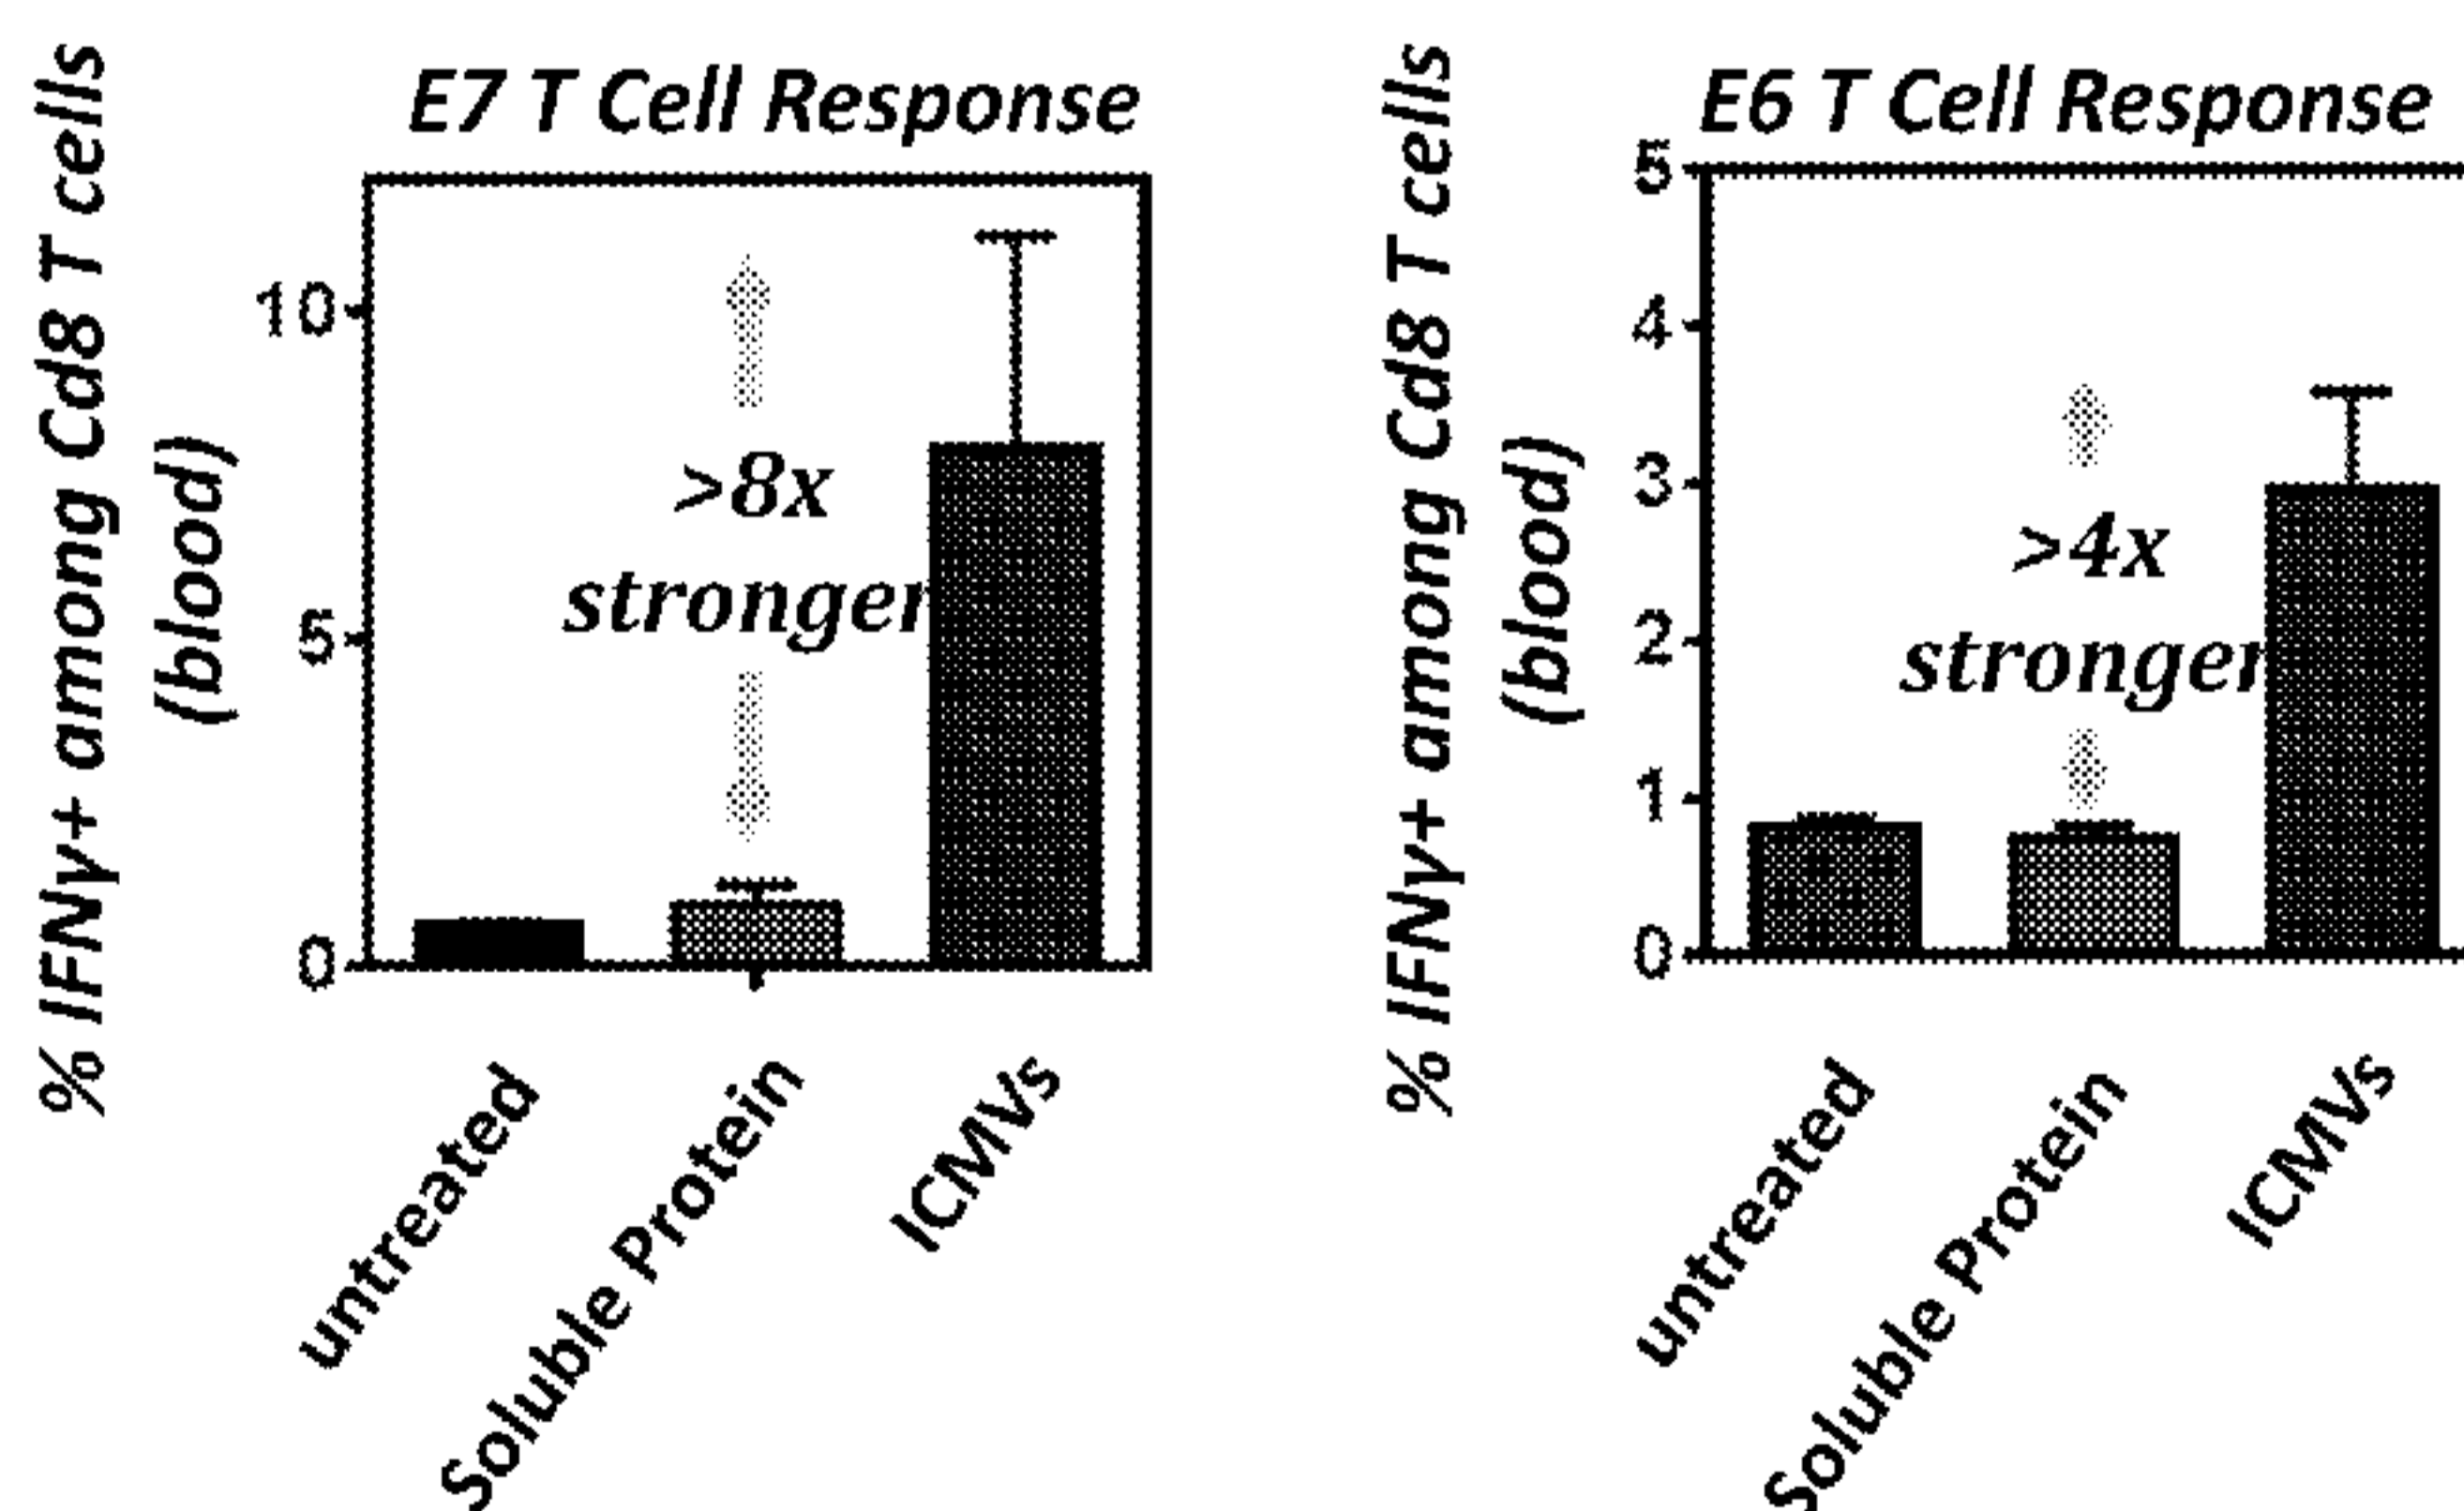 % IFNγ+ among Cd8 T cells
(blood)
E7 T Cell Response
10
5
0
>8x
stronger
untreated
Soluble Protein
ICMVs
% IFNγ+ among Cd8 T cells
(blood)
E6 T Cell Response
5
4
3
2
1
0
>4x
stronger
untreated
Soluble Protein
ICMVs